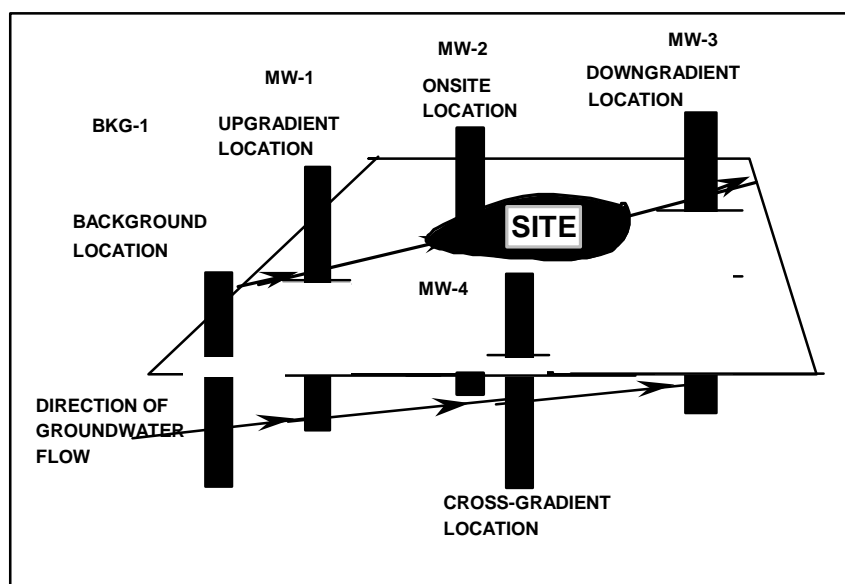 MW-3
MW-2
DOWNGRADIENT
LOCATION
MW-1
ONSITE
LOCATION
BKG-1
UPGRADIENT
LOCATION
BACKGROUND
LOCATION
SITE
MW-4
DIRECTION OF
GROUNDWATER
FLOW
CROSS-GRADIENT
LOCATION